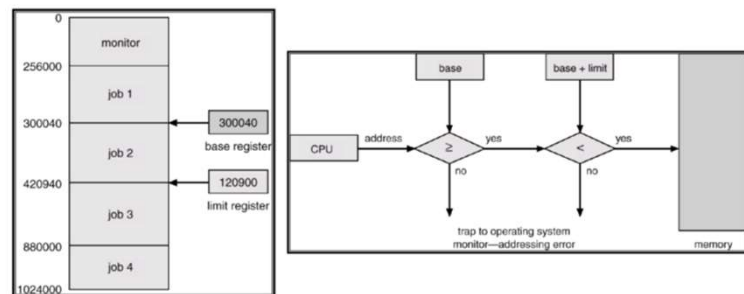 0
monitor
256000
job 1
300040
300040
base register
job 2
420940
120900
limit register
job 3
880000
job 4
1024000
base
base + limit
CPU
address
≥
yes
<
yes
no
no
trap to operating system
monitor—addressing error
memory